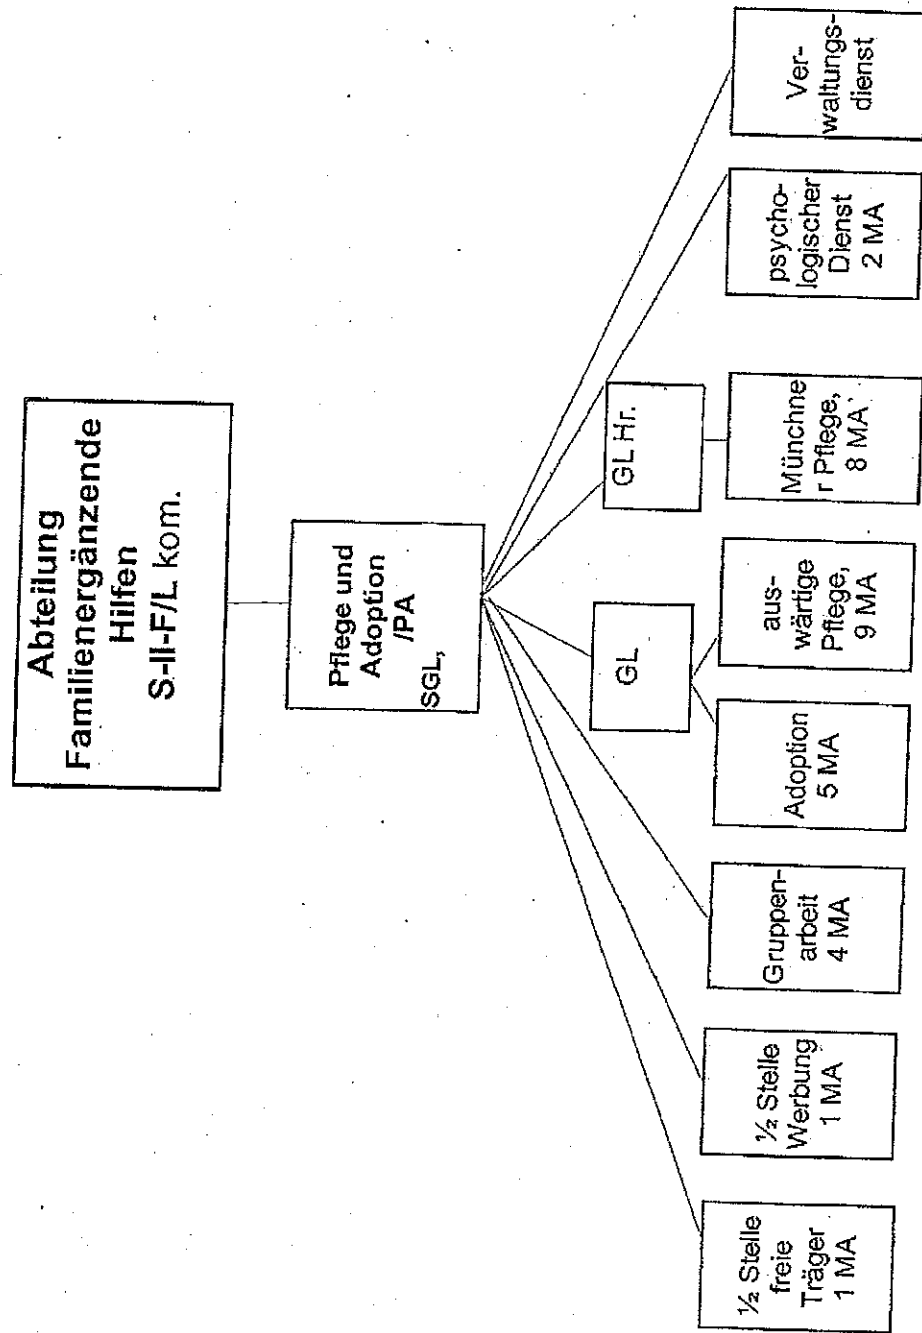 Abteilung
Familienergänzende
Hilfen
S-II-F/L kom.
Pflege und
Adoption
/PA
SGL,
GL
GL Hr.
½ Stelle
freie
Träger
1 MA
½ Stelle
Werbung
1 MA
Gruppen-
arbeit
4 MA
Adoption
5 MA
aus-
wärtige
Pflege,
9 MA
Münchne
r Pflege,
8 MA
psycho-
logischer
Dienst
2 MA
Ver-
waltungs-
dienst